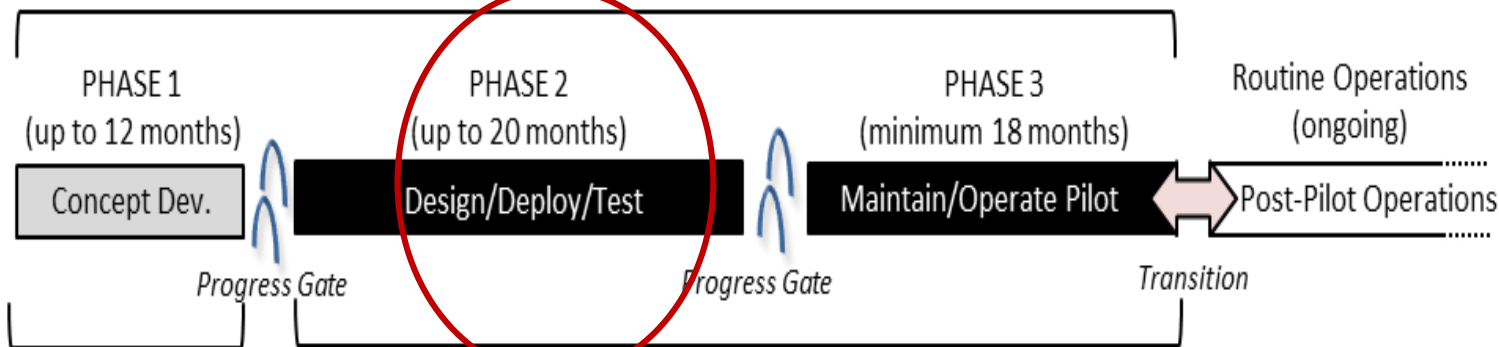 PHASE 1
(up to 12 months)
Concept Dev.
Progress Gate
PHASE 2
(up to 20 months)
Design/Deploy/Test
Progress Gate
PHASE 3
(minimum 18 months)
Maintain/Operate Pilot
Transition
Routine Operations
(ongoing)
Post-Pilot Operations